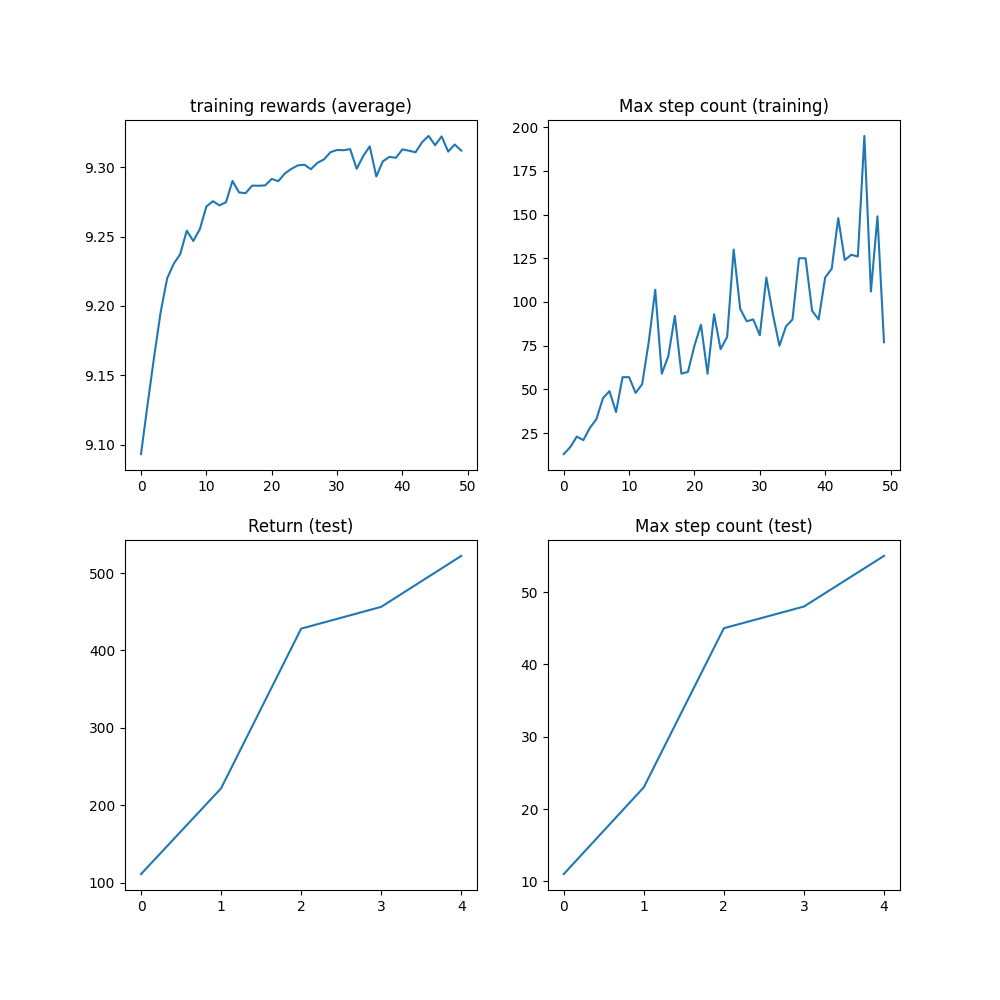 training rewards (average)
9.30
9.25
9.20
9.15
9.10
0 10 20 30 40 50
Max step count (training)
200
175
150
125
100
75
50
25
0 10 20 30 40 50
Return (test)
500
400
300
200
100
0 1 2 3 4
Max step count (test)
50
40
30
20
10
0 1 2 3 4